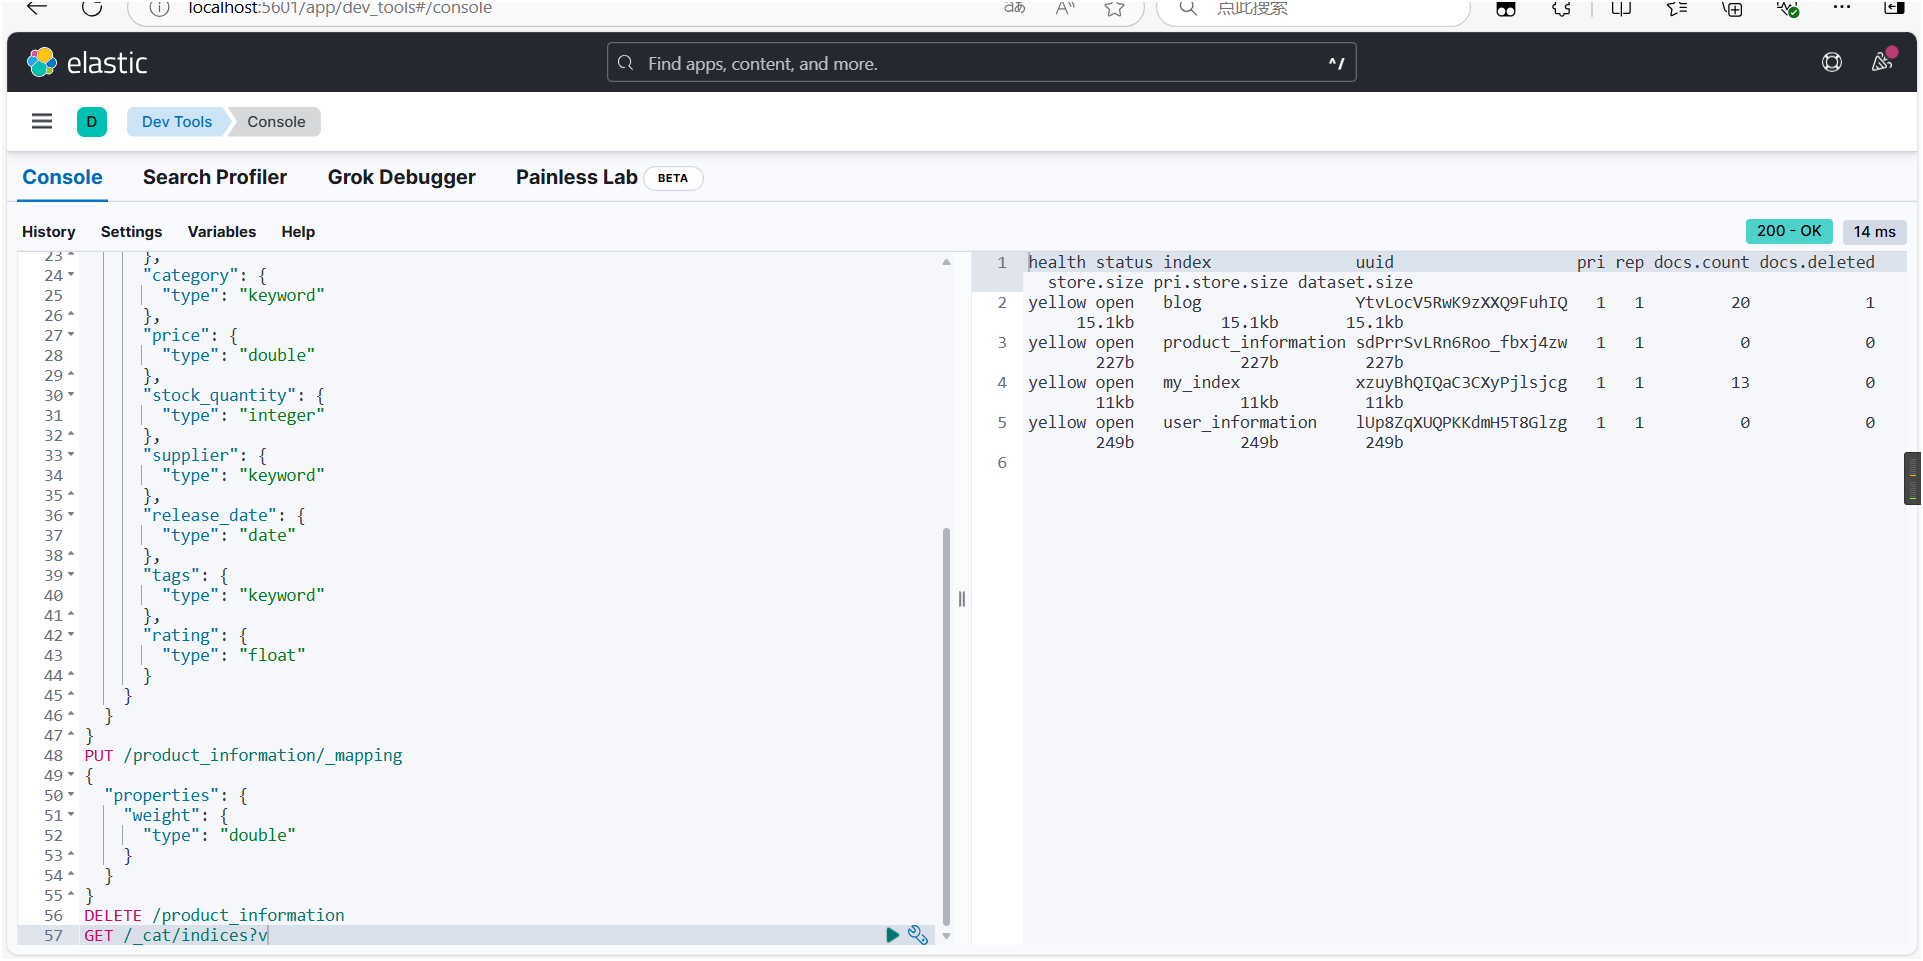 localhost:5601/app/dev_tools#/console
点此搜索
elastic
Find apps, content, and more.
^/
D
Dev Tools
Console
Console
Search Profiler
Grok Debugger
Painless Lab
BETA
History
Settings
Variables
Help
200 - OK
14 ms
23 },
24 "category": {
25 "type": "keyword"
26 },
27 "price": {
28 "type": "double"
29 },
30 "stock_quantity": {
31 "type": "integer"
32 },
33 "supplier": {
34 "type": "keyword"
35 },
36 "release_date": {
37 "type": "date"
38 },
39 "tags": {
40 "type": "keyword"
41 },
42 "rating": {
43 "type": "float"
44 }
45 }
46 }
47 }
48 PUT /product_information/_mapping
49 {
50 "properties": {
51 "weight": {
52 "type": "double"
53 }
54 }
55 }
56 DELETE /product_information
57 GET /_cat/indices?v
1 health status index uuid pri rep docs.count docs.deleted
store.size pri.store.size dataset.size
2 yellow open blog YtvLocV5RwK9zXXQ9FuhIQ 1 1 20 1
15.1kb 15.1kb 15.1kb
3 yellow open product_information sdPrrSvLRn6Roo_fbxj4zw 1 1 0 0
227b 227b 227b
4 yellow open my_index xzuyBhQIQaC3CXyPjlsjcg 1 1 13 0
11kb 11kb 11kb
5 yellow open user_information lUp8ZqXUQPKKdmH5T8Glzg 1 1 0 0
249b 249b 249b
6